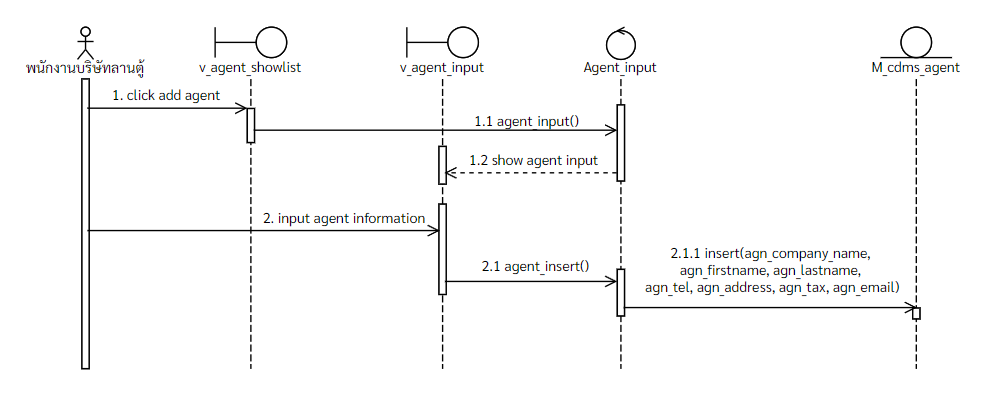 พนักงานบริษัทลานตู้
v_agent_showlist
v_agent_input
Agent_input
M_cdms_agent
1. click add agent
1.1 agent_input()
1.2 show agent input
2. input agent information
2.1 agent_insert()
2.1.1 insert(agn_company_name,
agn_firstname, agn_lastname,
agn_tel, agn_address, agn_tax, agn_email)